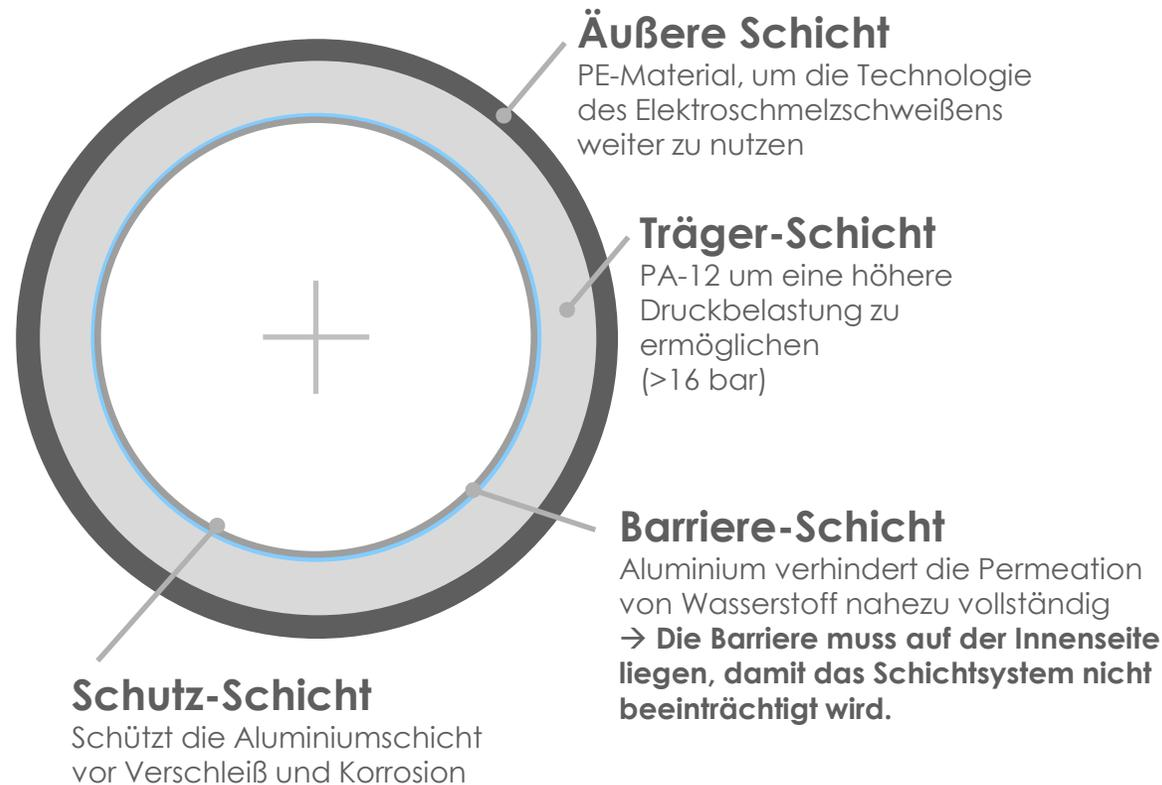 Äußere Schicht
PE-Material, um die Technologie
des Elektroschmelzschweißens
weiter zu nutzen
Träger-Schicht
PA-12 um eine höhere
Druckbelastung zu
ermöglichen
(>16 bar)
Barriere-Schicht
Aluminium verhindert die Permeation
von Wasserstoff nahezu vollständig
→ Die Barriere muss auf der Innenseite
liegen, damit das Schichtsystem nicht
beeinträchtigt wird.
Schutz-Schicht
Schützt die Aluminiumschicht
vor Verschleiß und Korrosion